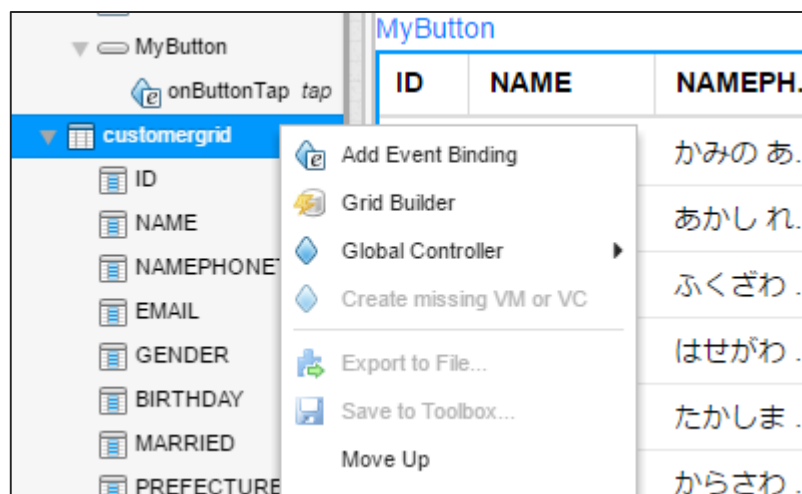 MyButton
onButtonTap tap
customergrid
ID
NAME
NAMEPHONET
EMAIL
GENDER
BIRTHDAY
MARRIED
PREFECTURE
Add Event Binding
Grid Builder
Global Controller
Create missing VM or VC
Export to File...
Save to Toolbox...
Move Up
MyButton
ID NAME NAMEPH...
かみの あ...
あかし れ...
ふくざわ ...
はせがわ ...
たかしま ...
からさわ ...